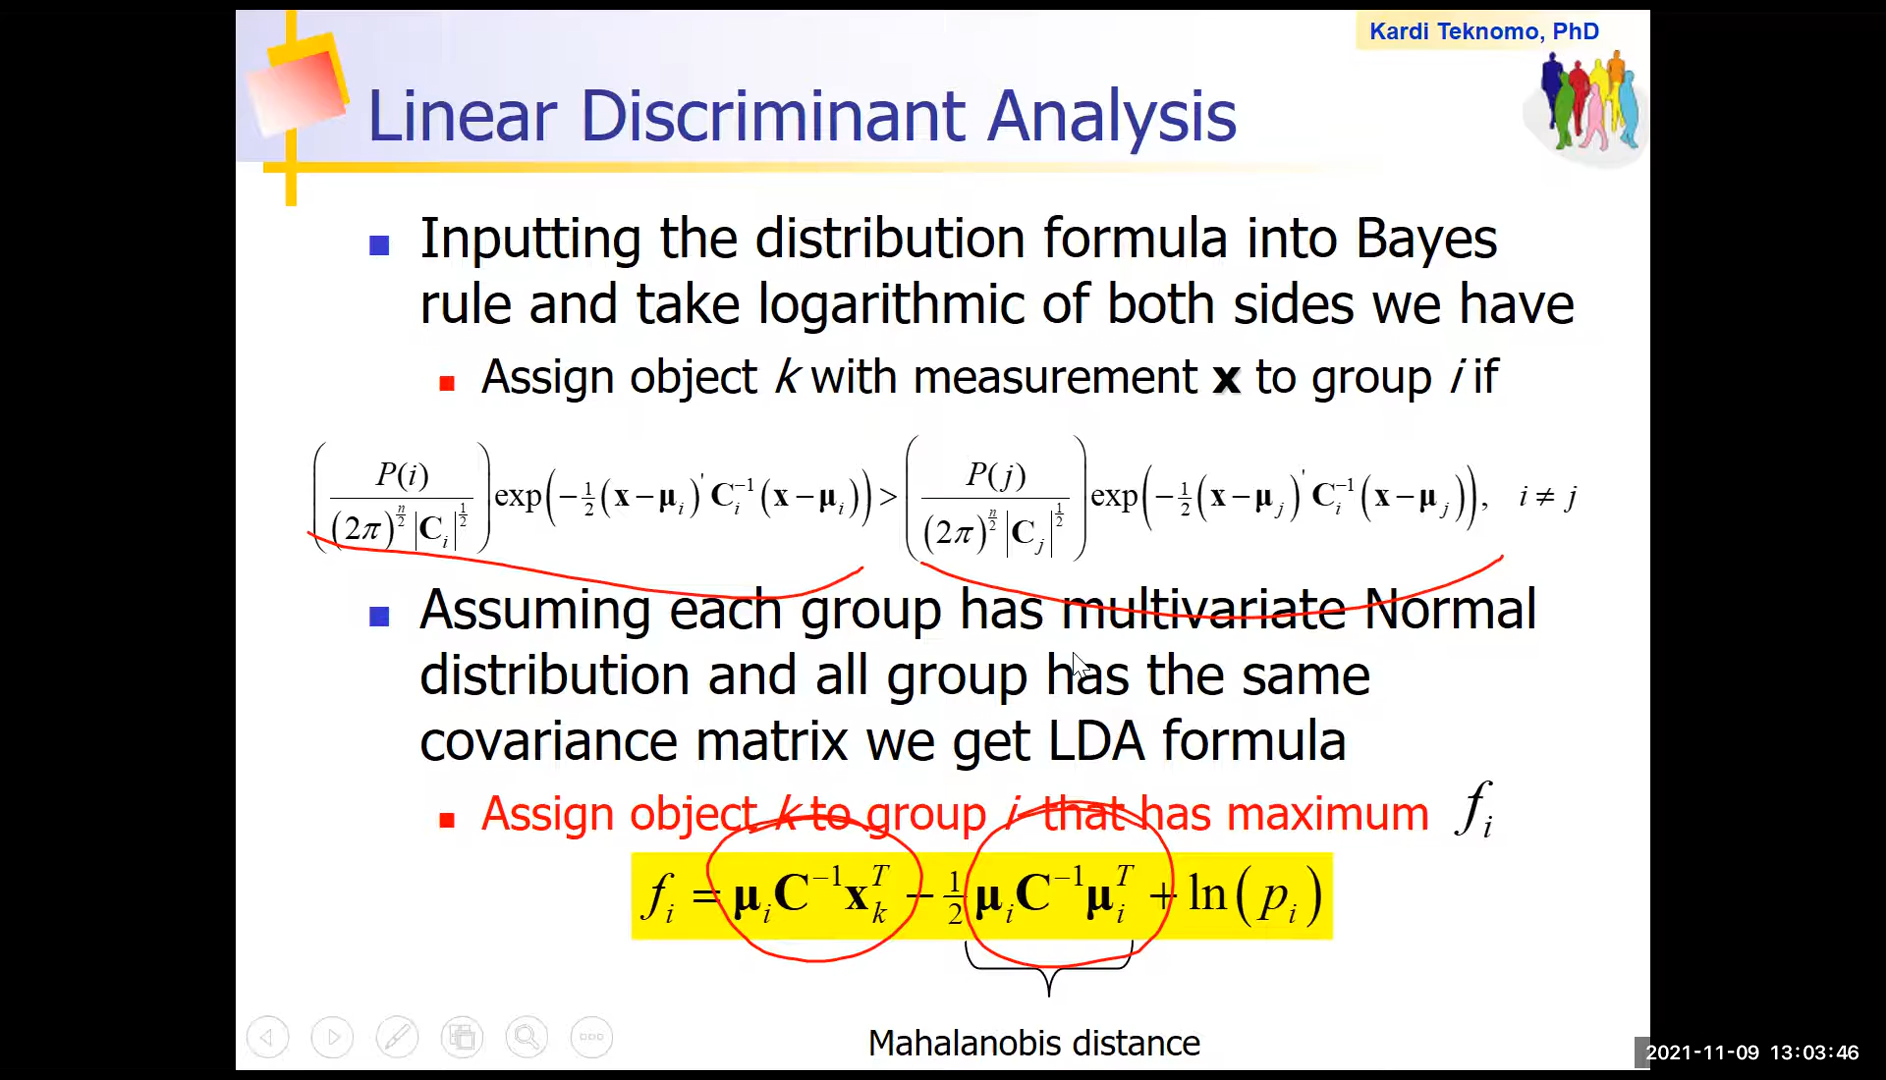 Kardi Teknomo, PhD
Linear Discriminant Analysis
Inputting the distribution formula into Bayes
rule and take logarithmic of both sides we have
Assign object k with measurement x to group i if
(P(i) / ((2π)^(n/2) |C_i|^(1/2))) exp(−½(x−μ_i)' C_i^−1 (x−μ_i)) > (P(j) / ((2π)^(n/2) |C_j|^(1/2))) exp(−½(x−μ_j)' C_i^−1 (x−μ_j)), i ≠ j
Assuming each group has multivariate Normal
distribution and all group has the same
covariance matrix we get LDA formula
Assign object k to group i that has maximum f_i
f_i = μ_i C^−1 x_k^T − ½ μ_i C^−1 μ_i^T + ln(p_i)
Mahalanobis distance
2021-11-09 13:03:46